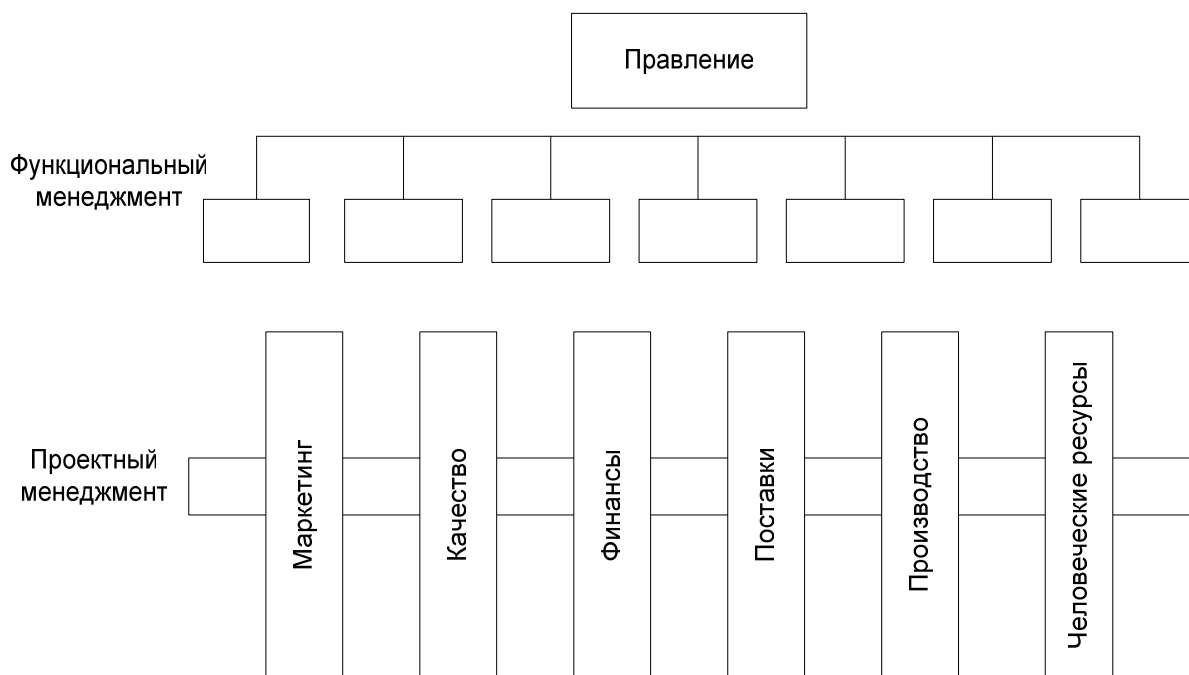 Правление
Функциональный
менеджмент
Проектный
менеджмент
Маркетинг
Качество
Финансы
Поставки
Производство
Человеческие ресурсы